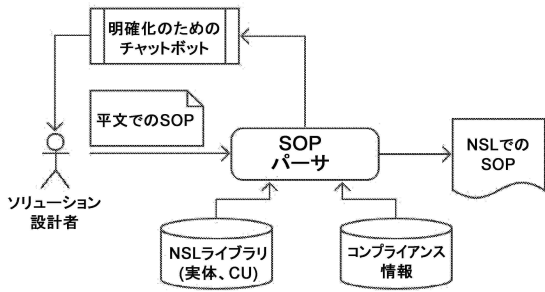 明確化のための
チャットボット
平文でのSOP
SOP
パーサ
NSLでの
SOP
ソリューション
設計者
NSLライブラリ
(実体、CU)
コンプライアンス
情報